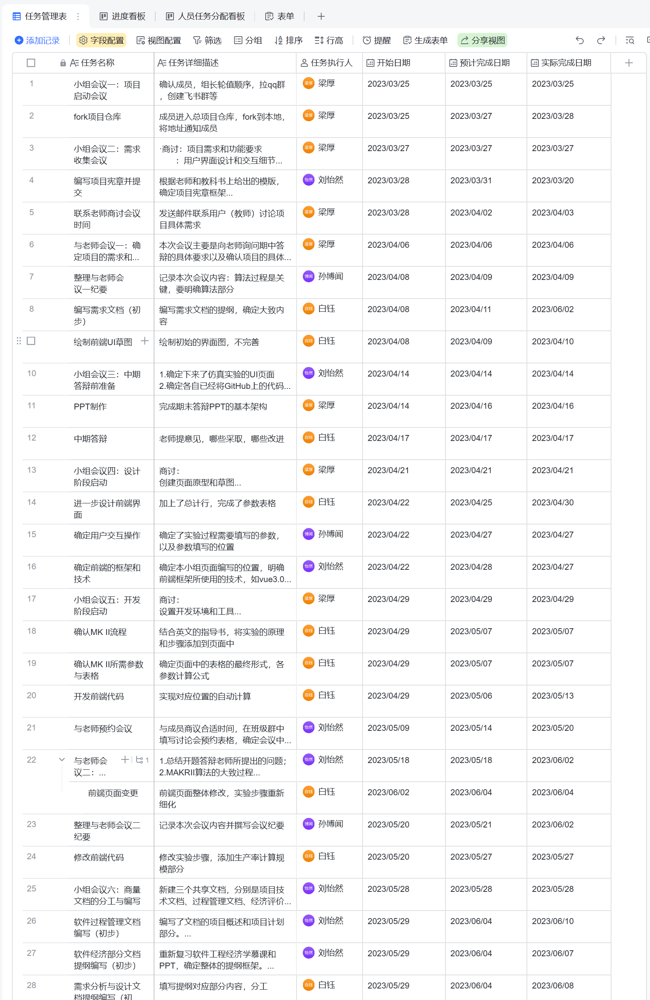 任务管理表
进度看板
人员任务分配看板
表单
添加记录
字段配置
视图配置
筛选
分组
排序
行高
提醒
生成表单
分享视图
任务名称
任务详细描述
任务执行人
开始日期
预计完成日期
实际完成日期
1
小组会议一：项目
启动会议
确认成员，组长轮值顺序，拉qq群
，创建飞书群等
梁厚
梁厚
2023/03/25
2023/03/25
2023/03/25
2
fork项目仓库
成员进入总项目仓库，fork到本地，
将地址通知成员
梁厚
梁厚
2023/03/25
2023/03/27
2023/03/28
3
小组会议二：需求
收集会议
·商讨：项目需求和功能要求
：用户界面设计和交互细节...
梁厚
梁厚
2023/03/27
2023/03/27
2023/03/27
4
编写项目宪章并提
交
根据老师和教科书上给出的模版，
确定项目宪章框架...
怡然
刘怡然
2023/03/28
2023/03/31
2023/03/20
5
联系老师商讨会议
时间
发送邮件联系用户（教师）讨论项
目具体需求
梁厚
梁厚
2023/03/28
2023/04/02
2023/04/03
6
与老师会议一：确
定项目的需求和...
本次会议主要是向老师询问期中答
辩的具体要求以及确认项目的具体...
梁厚
梁厚
2023/04/06
2023/04/06
2023/04/06
7
整理与老师会
议一纪要
记录本次会议内容：算法过程是关
键，要明确算法部分
博闻
孙博闻
2023/04/08
2023/04/09
2023/04/09
8
编写需求文档（初
步）
编写需求文档的提纲，确定大致内
容
白钰
白钰
2023/04/08
2023/04/11
2023/06/02
绘制前端UI草图
绘制初始的界面图，不完善
白钰
白钰
2023/04/08
2023/04/09
2023/04/10
10
小组会议三：中期
答辩前准备
1.确定下来了仿真实验的UI页面
2.确定各自已经将GitHub上的代码...
怡然
刘怡然
2023/04/14
2023/04/14
2023/04/14
11
PPT制作
完成期末答辩PPT的基本架构
梁厚
梁厚
2023/04/14
2023/04/16
2023/04/16
12
中期答辩
老师提意见，哪些采取，哪些改进
白钰
白钰
2023/04/17
2023/04/17
2023/04/17
13
小组会议四：设计
阶段启动
商讨：
创建页面原型和草图...
梁厚
梁厚
2023/04/21
2023/04/21
2023/04/21
14
进一步设计前端界
面
加上了总计行，完成了参数表格
白钰
白钰
2023/04/22
2023/04/25
2023/04/30
15
确定用户交互操作
确定了实验过程需要填写的参数，
以及参数填写的位置
博闻
孙博闻
2023/04/22
2023/04/27
2023/04/27
16
确定前端的框架和
技术
确定本小组页面编写的位置，明确
前端框架所使用的技术，如vue3.0...
怡然
刘怡然
2023/04/22
2023/04/28
2023/04/27
17
小组会议五：开发
阶段启动
商讨：
设置开发环境和工具...
梁厚
梁厚
2023/04/29
2023/04/29
2023/04/29
18
确认MK II流程
结合英文的指导书，将实验的原理
和步骤添加到页面中
白钰
白钰
2023/04/29
2023/05/07
2023/05/07
19
确认MK II所需参数
与表格
确定页面中的表格的最终形式，各
参数计算公式
白钰
白钰
2023/04/29
2023/05/07
2023/05/07
20
开发前端代码
实现对应位置的自动计算
白钰
白钰
2023/04/29
2023/05/06
2023/05/13
21
与老师预约会议
与成员商议合适时间，在班级群中
填写讨论会预约表格，确定会议中...
怡然
刘怡然
2023/05/09
2023/05/14
2023/05/20
22
与老师会
议二：...
1
1.总结开题答辩老师所提出的问题；
2.MAKRII算法的大致过程...
怡然
刘怡然
2023/05/18
2023/05/18
2023/06/02
前端页面变更
前端页面整体修改，实验步骤重新
细化
白钰
白钰
2023/06/02
2023/06/04
2023/06/04
23
整理与老师会议二
纪要
记录本次会议内容并撰写会议纪要
博闻
孙博闻
2023/05/20
2023/05/21
2023/06/02
24
修改前端代码
修改实验步骤，添加生产率计算规
模部分
白钰
白钰
2023/05/20
2023/05/27
2023/05/27
25
小组会议六：商量
文档的分工与编写
新建三个共享文档，分别是项目技
术文档、过程管理文档、经济评价...
怡然
刘怡然
2023/05/28
2023/05/28
2023/05/28
26
软件过程管理文档
编写（初步）
编写了文档的项目概述和项目计划
部分。...
怡然
刘怡然
2023/05/29
2023/06/04
2023/06/10
27
软件经济部分文档
提纲编写（初步）
重新复习软件工程经济学慕课和
PPT，确定整体的提纲框架。...
怡然
刘怡然
2023/05/29
2023/06/04
2023/06/07
28
需求分析与设计文
档提纲编写（初
填写提纲对应部分内容，分工
白钰
白钰
2023/05/29
2023/06/04
2023/06/08